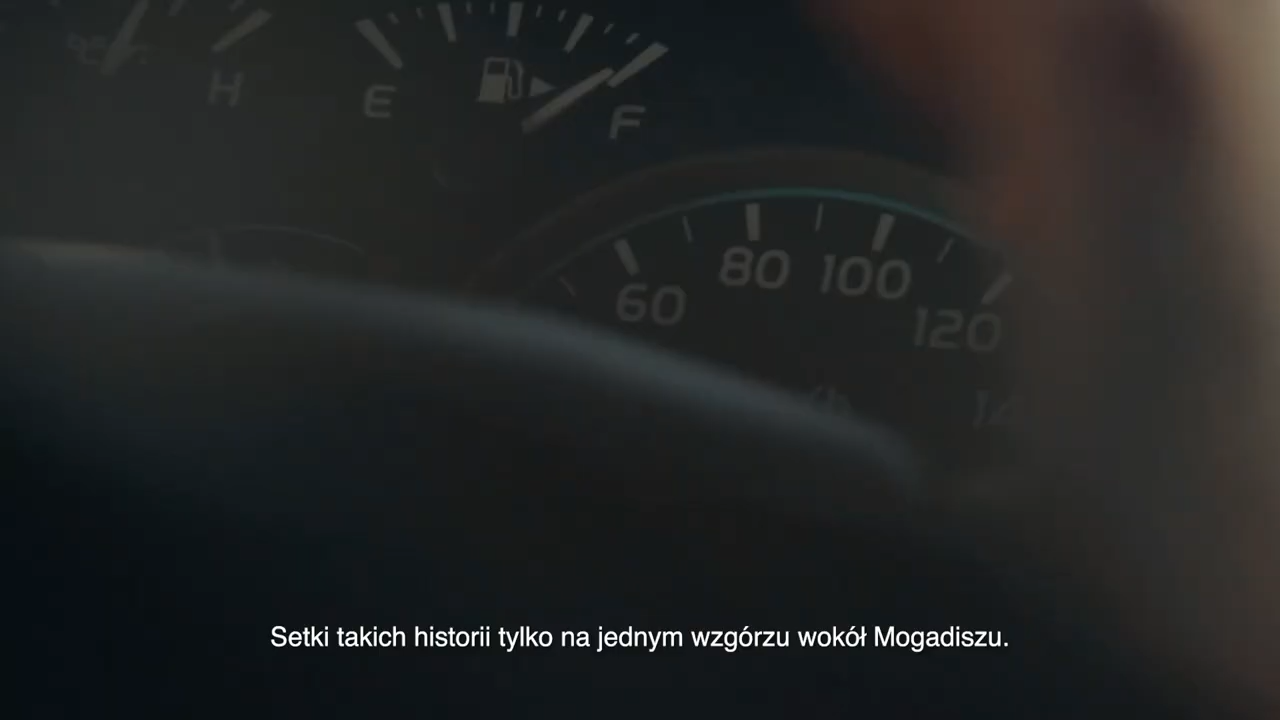 H
E
F
60
80
100
120
Setki takich historii tylko na jednym wzgórzu wokół Mogadiszu.